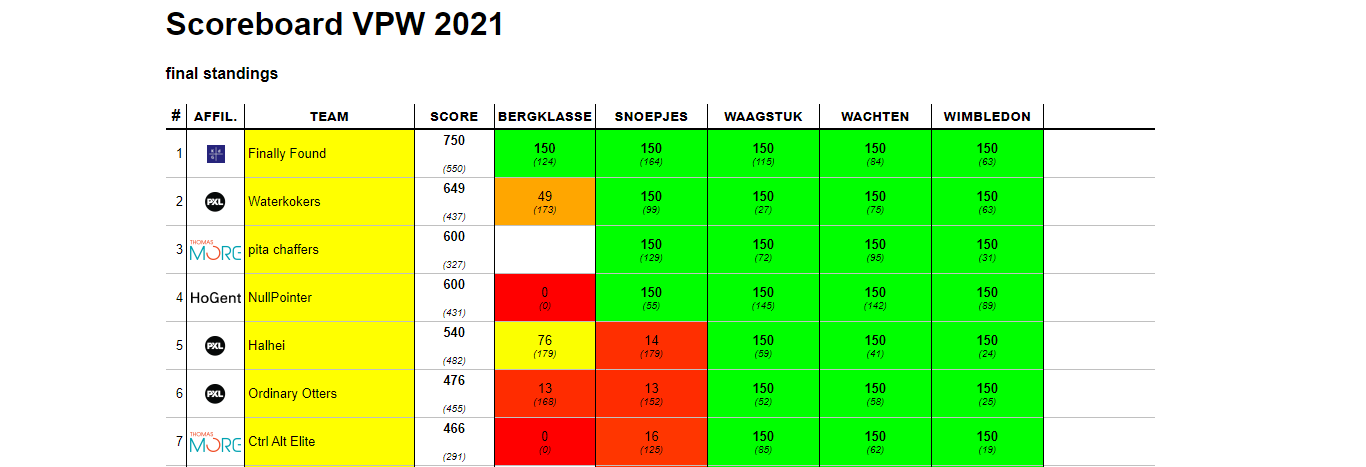 Scoreboard VPW 2021
final standings
# AFFIL. TEAM SCORE BERGKLASSE SNOEPJES WAAGSTUK WACHTEN WIMBLEDON
1 Finally Found 750 (550) 150 (124) 150 (164) 150 (115) 150 (84) 150 (63)
2 PXL Waterkokers 649 (437) 49 (173) 150 (99) 150 (27) 150 (75) 150 (63)
3 THOMAS MORE pita chaffers 600 (327) 150 (129) 150 (72) 150 (95) 150 (31)
4 HoGent NullPointer 600 (431) 0 (0) 150 (55) 150 (145) 150 (142) 150 (89)
5 PXL Halhei 540 (482) 76 (179) 14 (179) 150 (59) 150 (41) 150 (24)
6 PXL Ordinary Otters 476 (455) 13 (168) 13 (152) 150 (52) 150 (58) 150 (25)
7 THOMAS MORE Ctrl Alt Elite 466 (291) 0 (0) 16 (125) 150 (85) 150 (62) 150 (19)